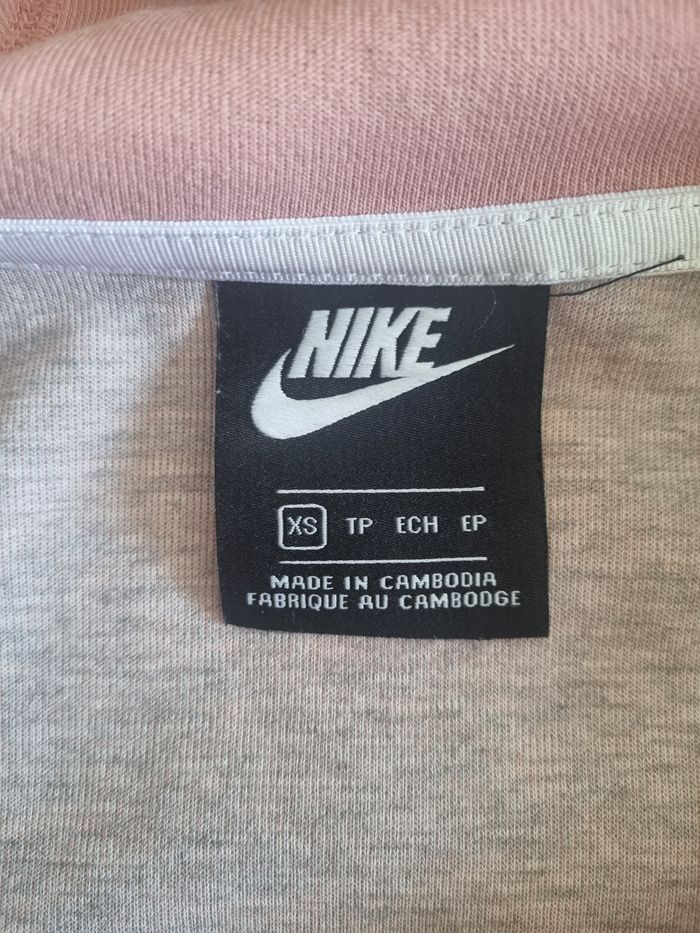 NIKE
XS TP ECH EP
MADE IN CAMBODIA
FABRIQUE AU CAMBODGE